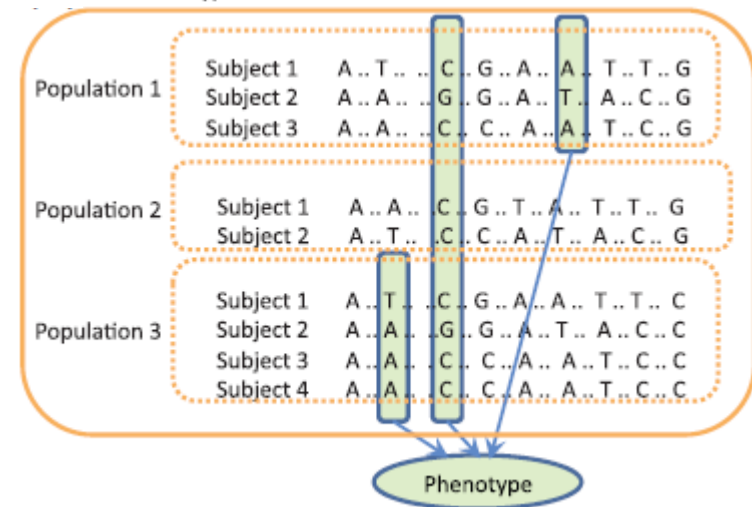 Population 1
Subject 1 A .. T .. .. C .. G .. A .. A .. T .. T .. G
Subject 2 A .. A .. .. G .. G .. A .. T .. A .. C .. G
Subject 3 A .. A .. .. C .. C .. A .. A .. T .. C .. G
Population 2
Subject 1 A .. A .. .. C .. G .. T .. A .. T .. T .. G
Subject 2 A .. T .. .. C .. C .. A .. T .. A .. C .. G
Population 3
Subject 1 A .. T .. .. C .. G .. A .. A .. T .. T .. C
Subject 2 A .. A .. .. G .. G .. A .. T .. A .. C .. C
Subject 3 A .. A .. .. C .. C .. A .. A .. T .. C .. C
Subject 4 A .. A .. .. C .. C .. A .. A .. T .. C .. C
Phenotype